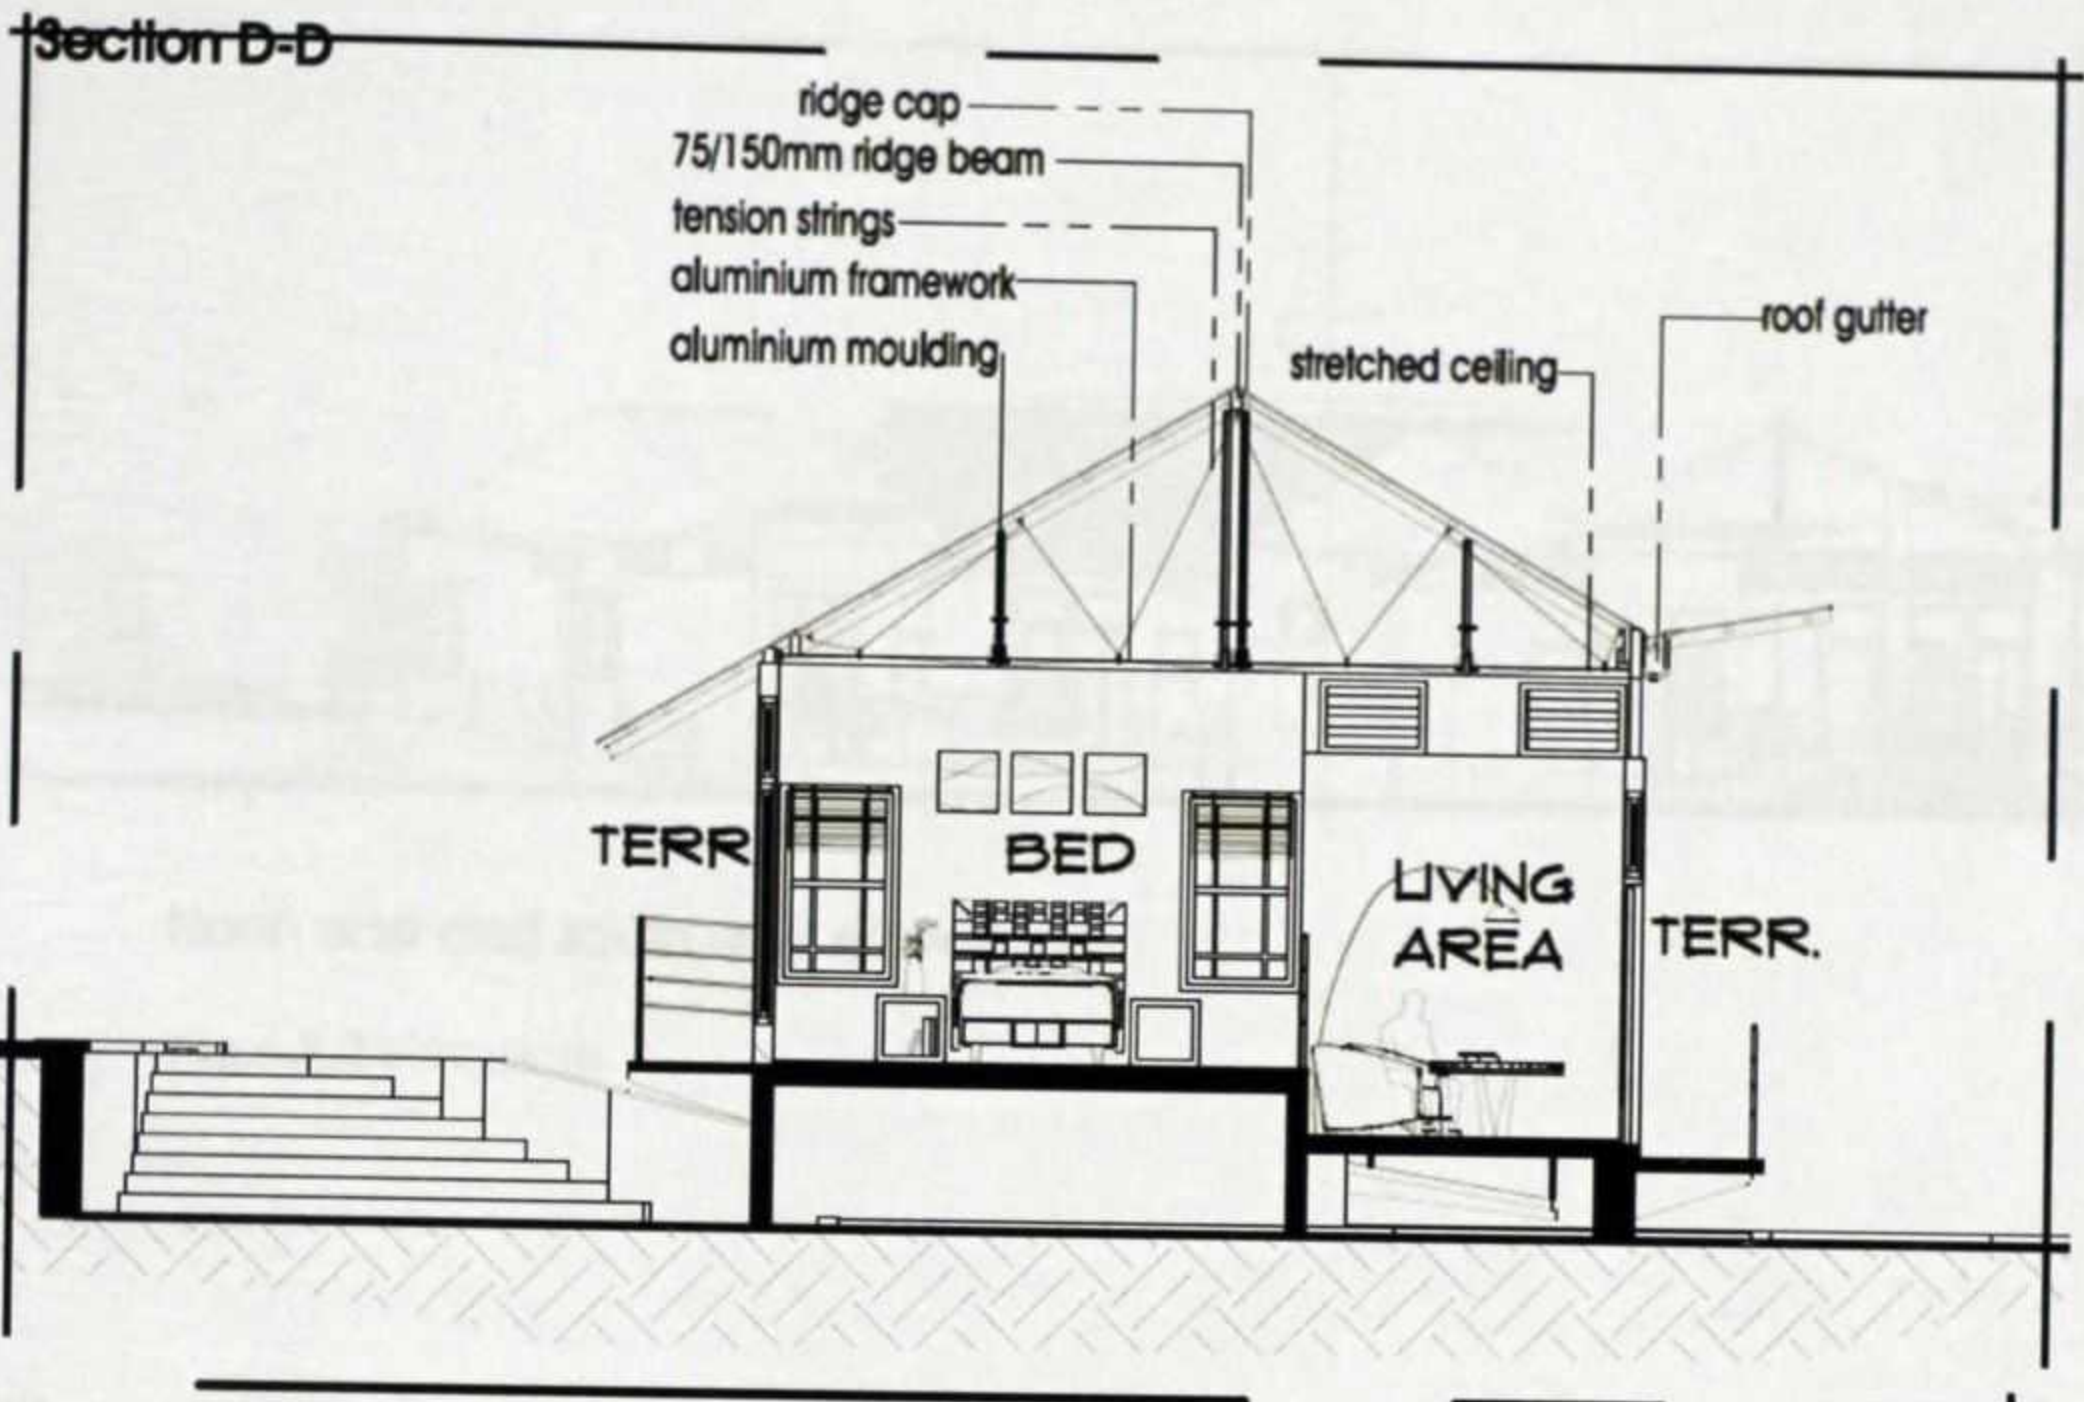 Section D-D
ridge cap
75/150mm ridge beam
tension strings
aluminium framework
aluminium moulding
stretched ceiling
roof gutter
TERR
BED
LIVING
AREA
TERR.